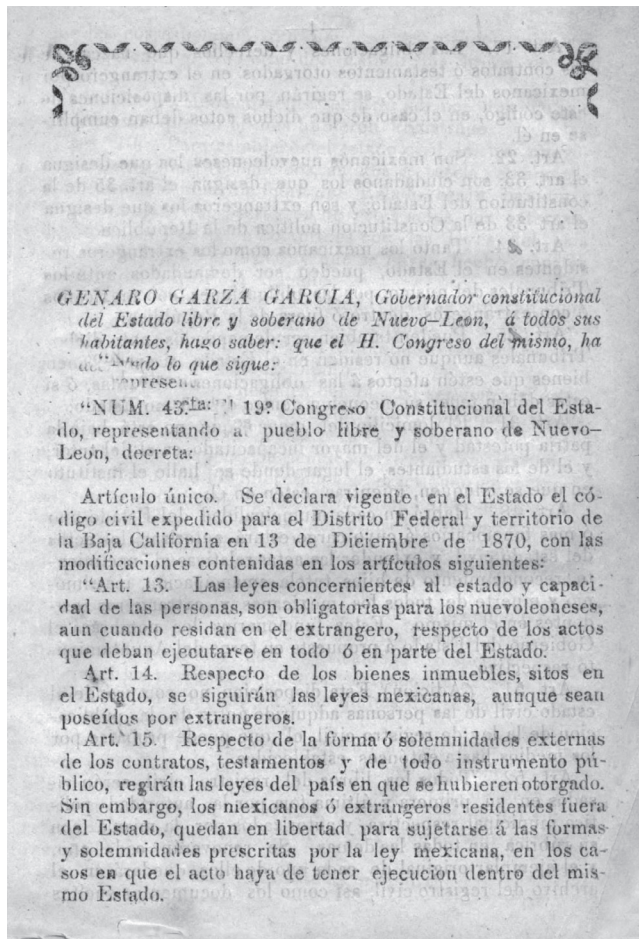 GENARO GARZA GARCIA, Gobernador constitucional
del Estado libre y soberano de Nuevo-Leon, á todos sus
habitantes, hago saber: que el H. Congreso del mismo, ha
lo que sigue:
"NUM. 43. 19º Congreso Constitucional del Esta-
do, representando a pueblo libre y soberano de Nuevo-
Leon, decreta:
Artículo único. Se declara vigente en el Estado el có-
digo civil expedido para el Distrito Federal y territorio de
la Baja California en 13 de Diciembre de 1870, con las
modificaciones contenidas en los artículos siguientes:
"Art. 13. Las leyes concernientes al estado y capaci-
dad de las personas, son obligatorias para los nuevoleoneses,
aun cuando residan en el extrangero, respecto de los actos
que deban ejecutarse en todo ó en parte del Estado.
Art. 14. Respecto de los bienes inmuebles, sitos en
el Estado, se siguirán las leyes mexicanas, aunque sean
poseídos por extrangeros.
Art. 15. Respecto de la forma ó solemnidades externas
de los contratos, testamentos y de todo instrumento pú-
blico, regirán las leyes del país en que se hubieren otorgado.
Sin embargo, los mexicanos ó extrangeros residentes fuera
del Estado, quedan en libertad para sujetarse á las formas
y solemnidades prescritas por la ley mexicana, en los ca-
sos en que el acto haya de tener ejecucion dentro del mis-
mo Estado.